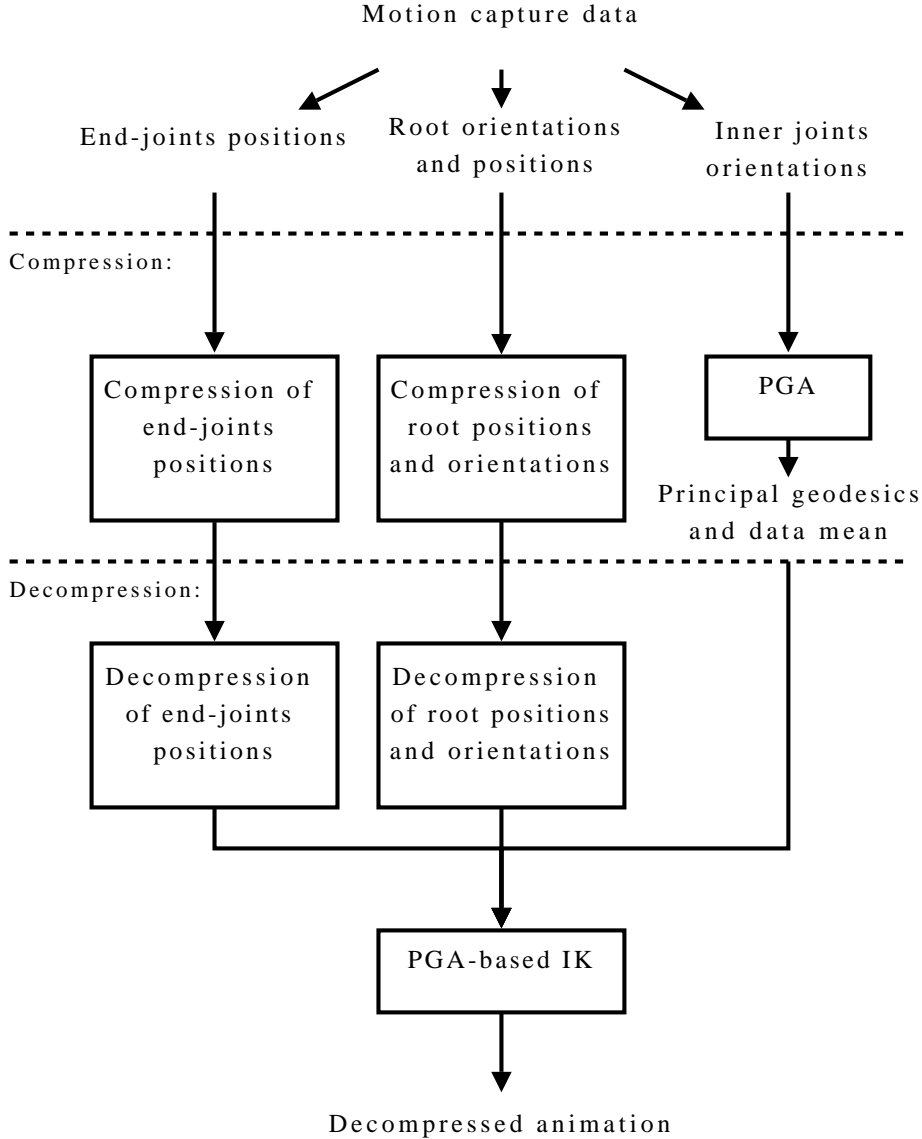 Motion capture data
End-joints positions
Root orientations
and positions
Inner joints
orientations
Compression:
Compression of
end-joints
positions
Compression of
root positions
and orientations
PGA
Principal geodesics
and data mean
Decompression:
Decompression
of end-joints
positions
Decompression
of root positions
and orientations
PGA-based IK
Decompressed animation